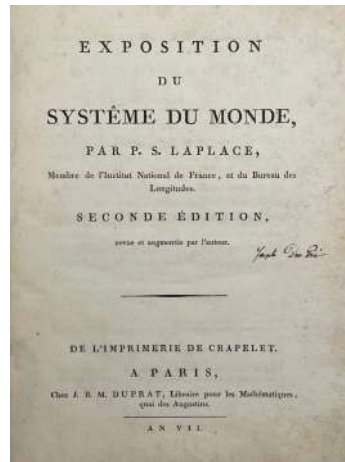 EXPOSITION
DU
SYSTÊME DU MONDE,
PAR P. S. LAPLACE,
Membre de l'Institut National de France, et du Bureau des
Longitudes.
SECONDE ÉDITION,
revue et augmentée par l'auteur.
DE L'IMPRIMERIE DE CRAPELET.
A PARIS,
Chez J. B. M. DUPRAT, Libraire pour les Mathématiques,
quai des Augustins.
AN VII.